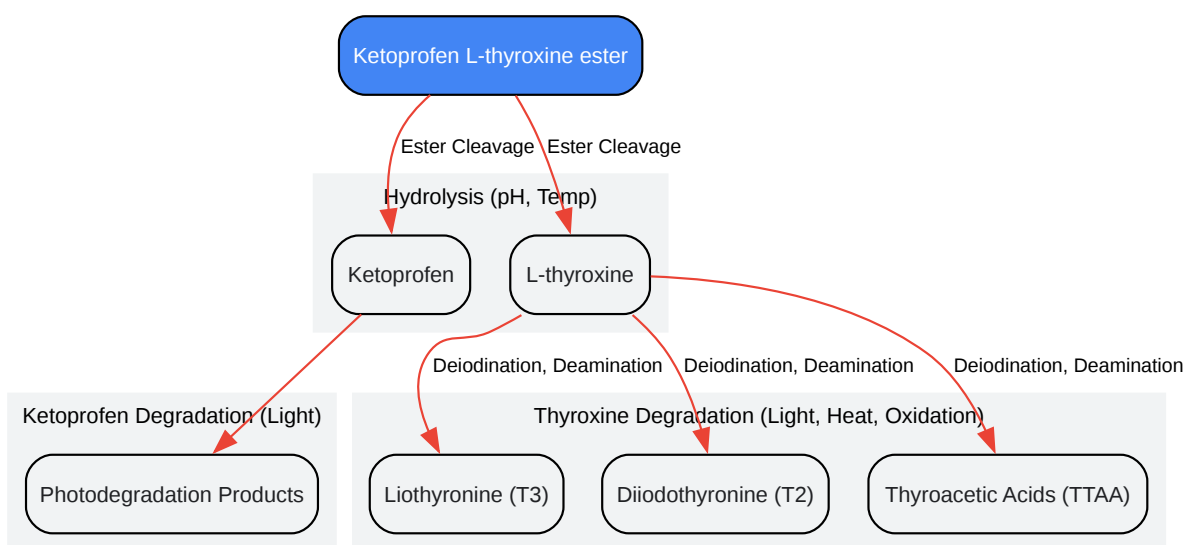 Ketoprofen L-thyroxine ester
Ester Cleavage
Ester Cleavage
Hydrolysis (pH, Temp)
Ketoprofen
L-thyroxine
Deiodination, Deamination
Deiodination, Deamination
Deiodination, Deamination
Ketoprofen Degradation (Light)
Thyroxine Degradation (Light, Heat, Oxidation)
Photodegradation Products
Liothyronine (T3)
Diiodothyronine (T2)
Thyroacetic Acids (TTAA)